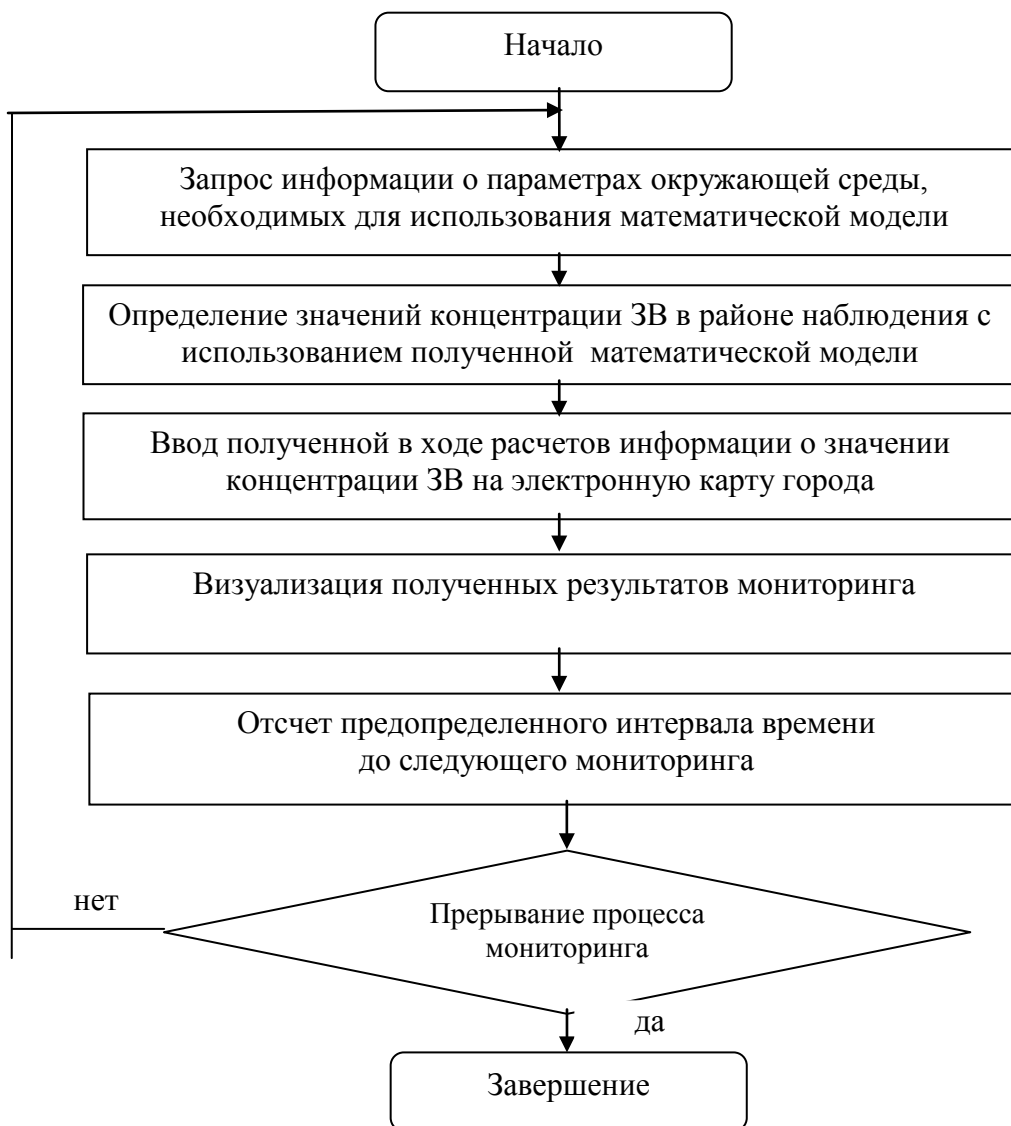 Начало
Запрос информации о параметрах окружающей среды,
необходимых для использования математической модели
Определение значений концентрации ЗВ в районе наблюдения с
использованием полученной математической модели
Ввод полученной в ходе расчетов информации о значении
концентрации ЗВ на электронную карту города
Визуализация полученных результатов мониторинга
Отсчет предопределенного интервала времени
до следующего мониторинга
нет
Прерывание процесса
мониторинга
да
Завершение